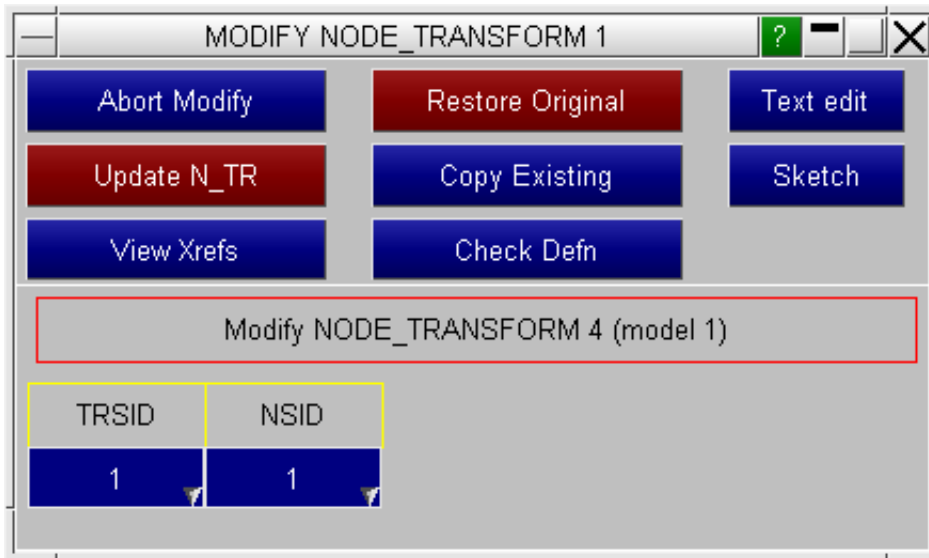 MODIFY NODE_TRANSFORM 1 ?
Abort Modify Restore Original Text edit
Update N_TR Copy Existing Sketch
View Xrefs Check Defn
Modify NODE_TRANSFORM 4 (model 1)
TRSID NSID
1 1